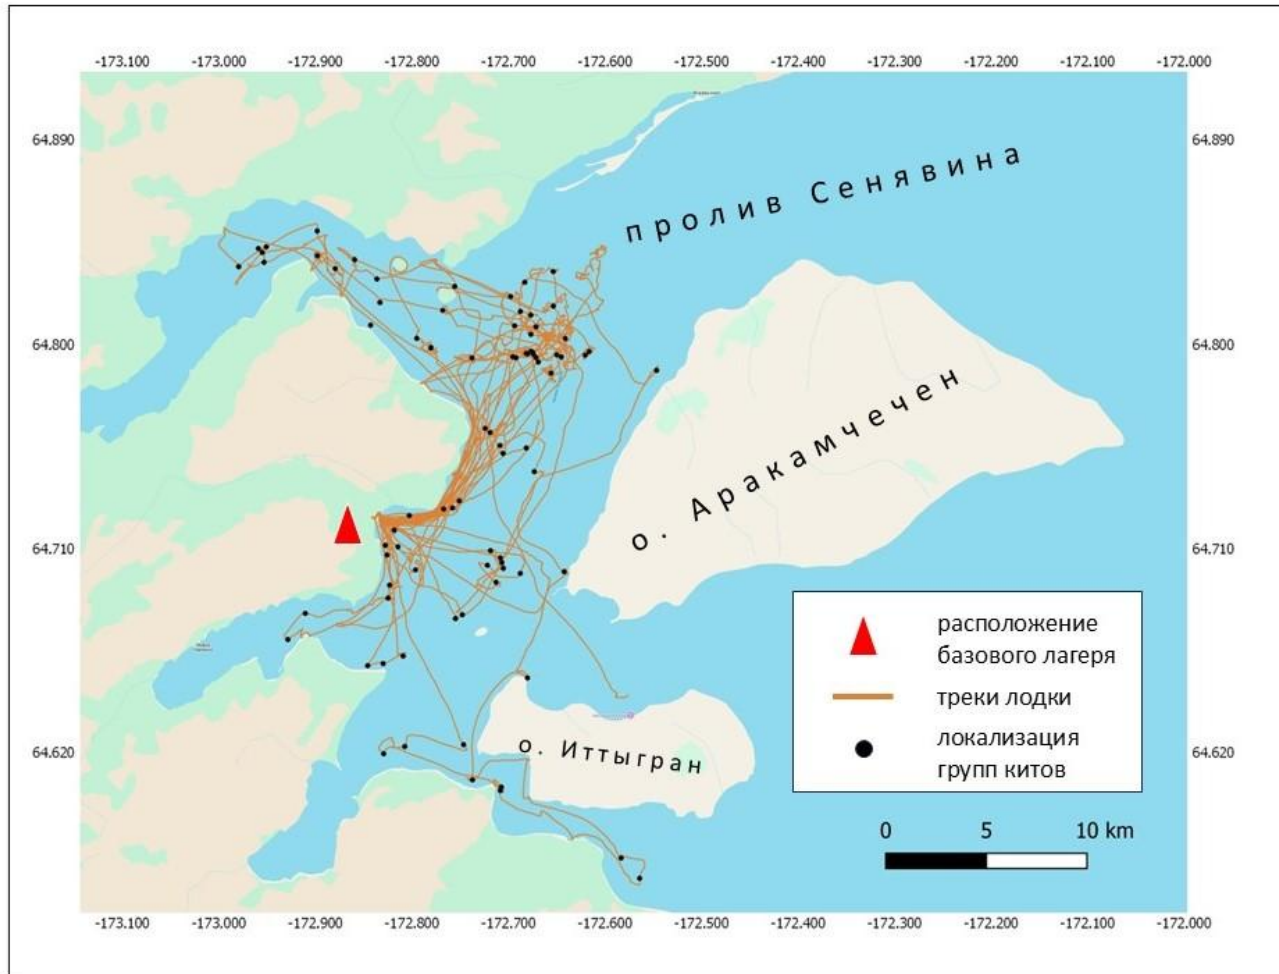 -173.100 -173.000 -172.900 -172.800 -172.700 -172.600 -172.500 -172.400 -172.300 -172.200 -172.100 -172.000
64.890 64.890
пролив Сенявина
64.800 64.800
о. Аракамчечен
64.710 64.710
расположение
базового лагеря
треки лодки
локализация
групп китов
64.620 64.620
о. Иттыгран
0 5 10 km
-173.100 -173.000 -172.900 -172.800 -172.700 -172.600 -172.500 -172.400 -172.300 -172.200 -172.100 -172.000